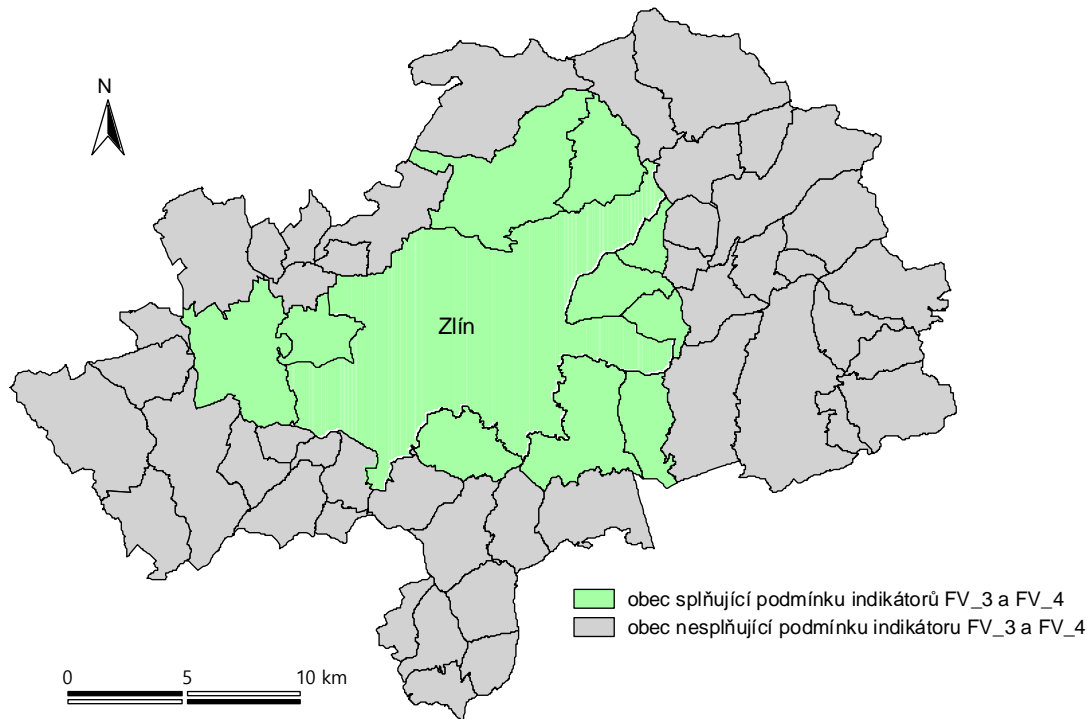 N
Zlín
obec splňující podmínku indikátorů FV_3 a FV_4
obec nesplňující podmínku indikátoru FV_3 a FV_4
0 5 10 km